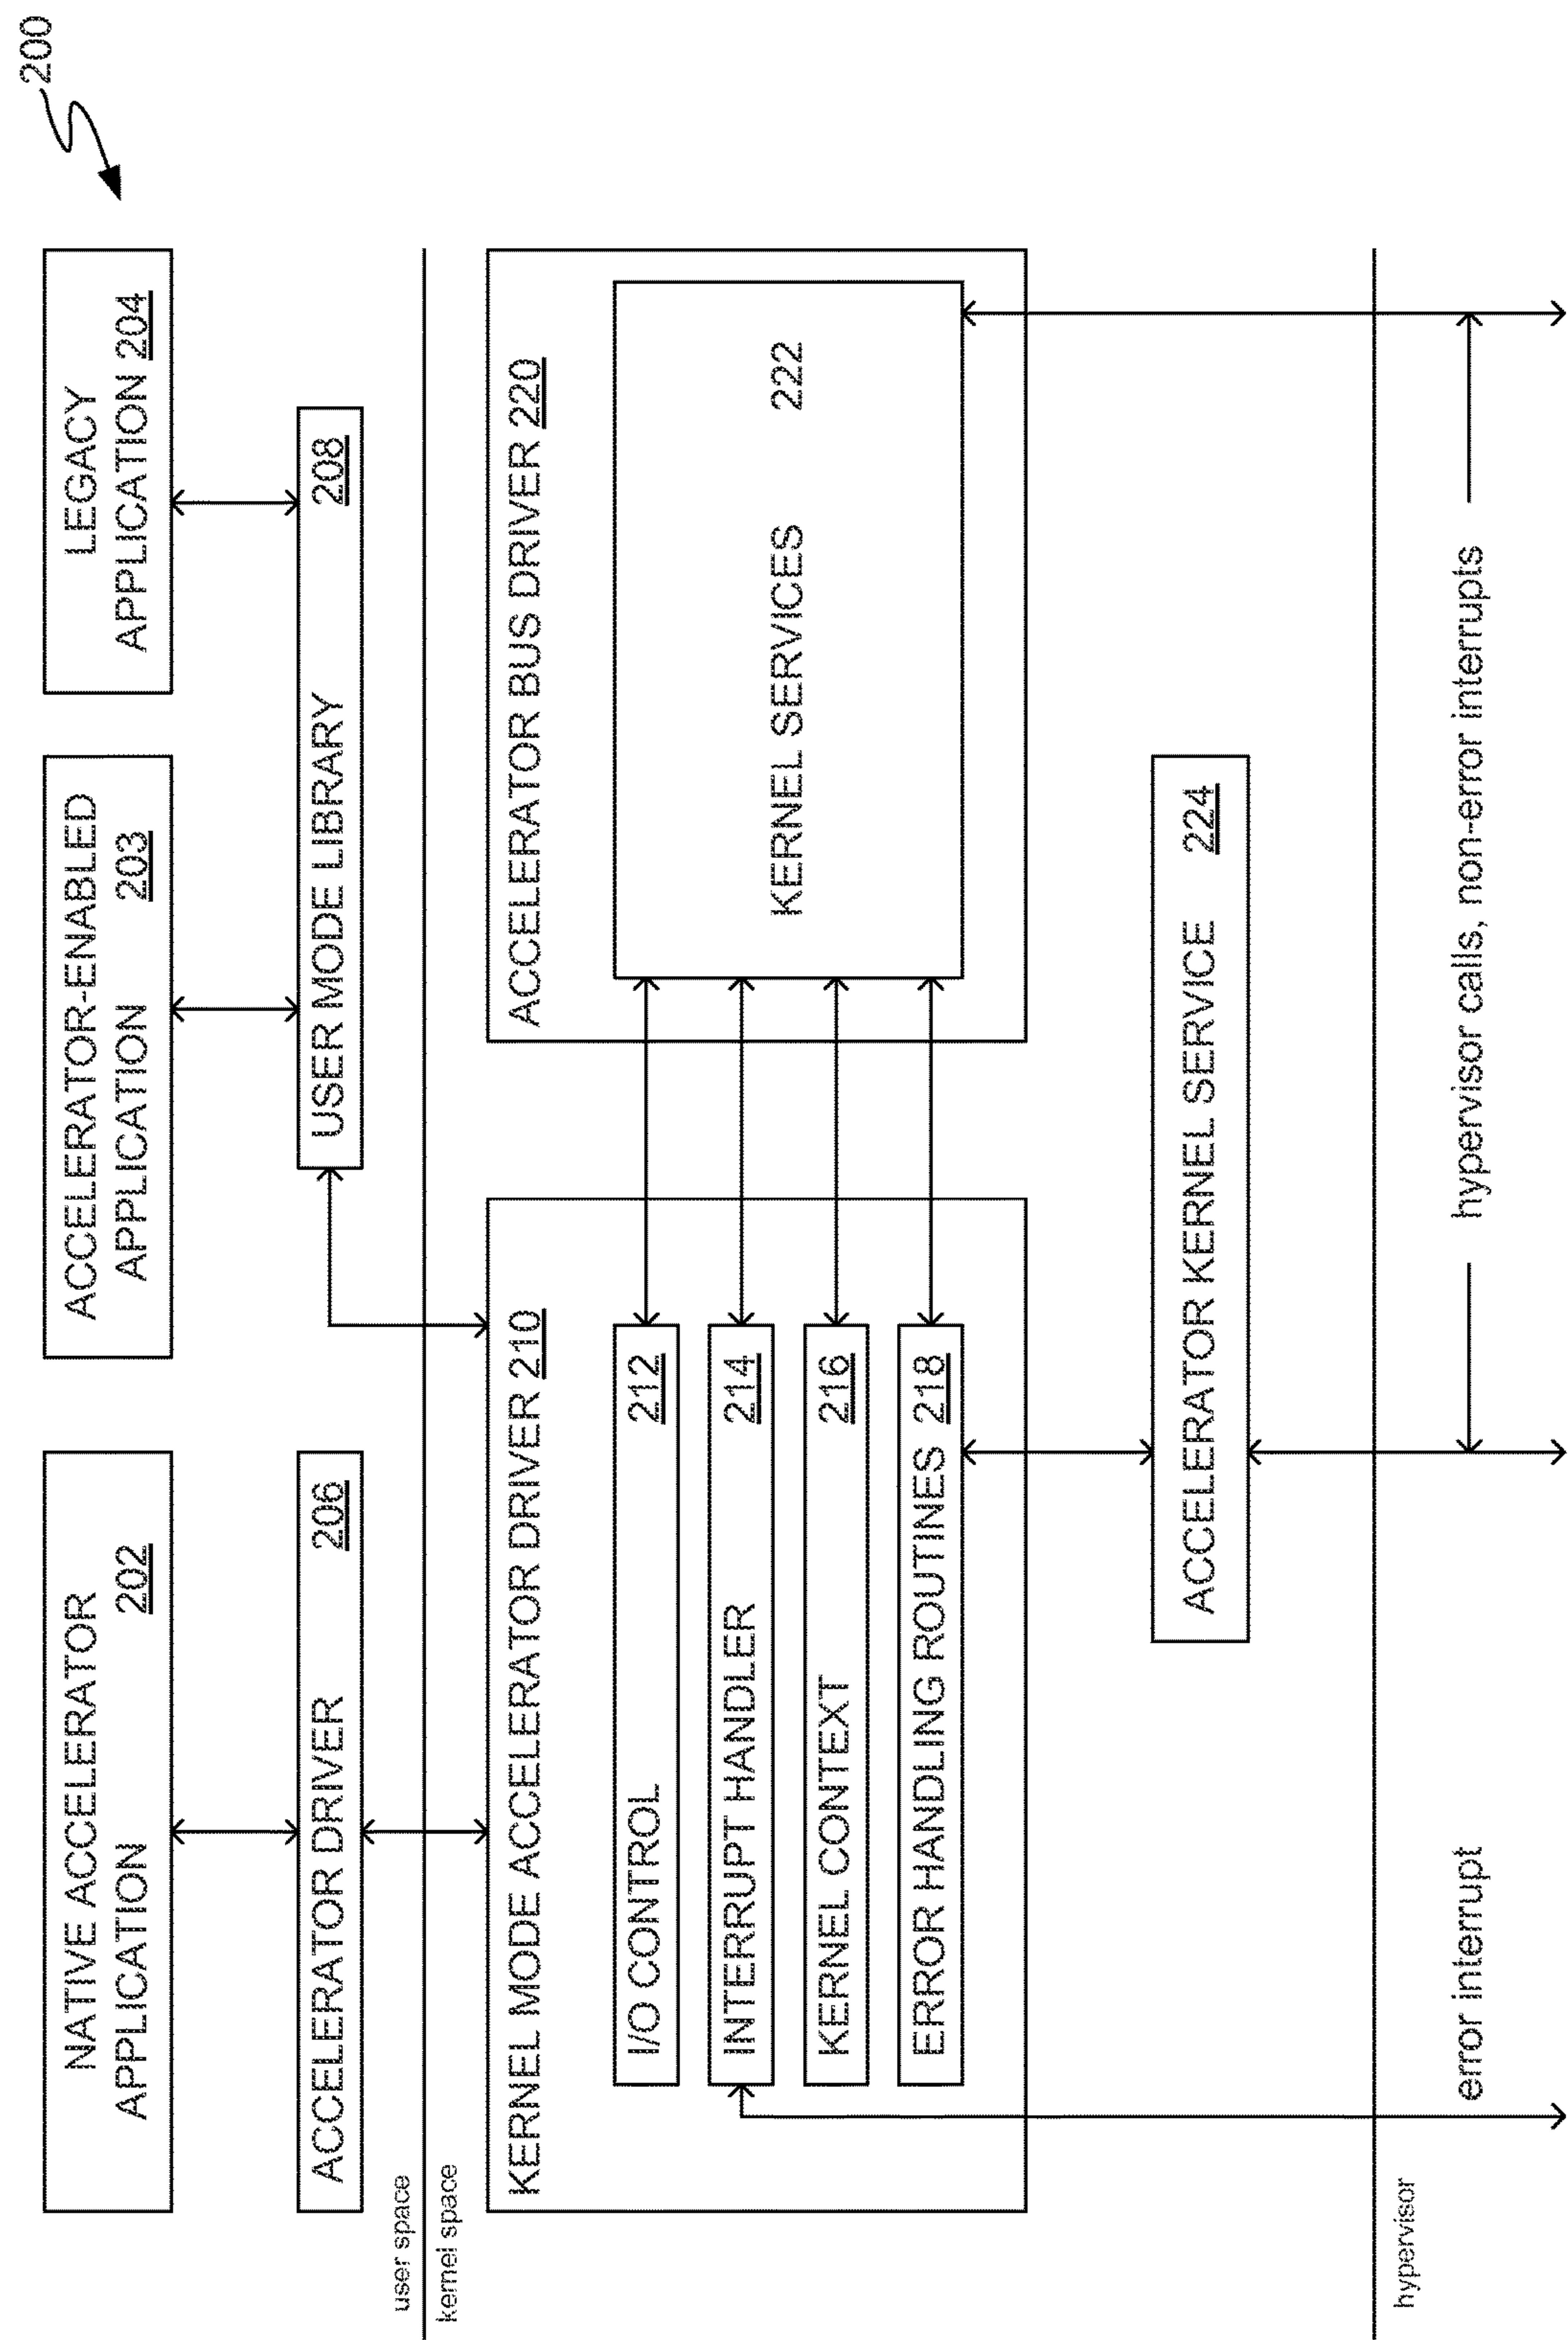 200
NATIVE ACCELERATOR
APPLICATION 202
ACCELERATOR-ENABLED
APPLICATION 203
LEGACY
APPLICATION 204
ACCELERATOR DRIVER 206
USER MODE LIBRARY 208
user space
kernel space
KERNEL MODE ACCELERATOR DRIVER 210
I/O CONTROL 212
INTERRUPT HANDLER 214
KERNEL CONTEXT 216
ERROR HANDLING ROUTINES 218
ACCELERATOR BUS DRIVER 220
KERNEL SERVICES 222
ACCELERATOR KERNEL SERVICE 224
hypervisor
error interrupt
hypervisor calls, non-error interrupts